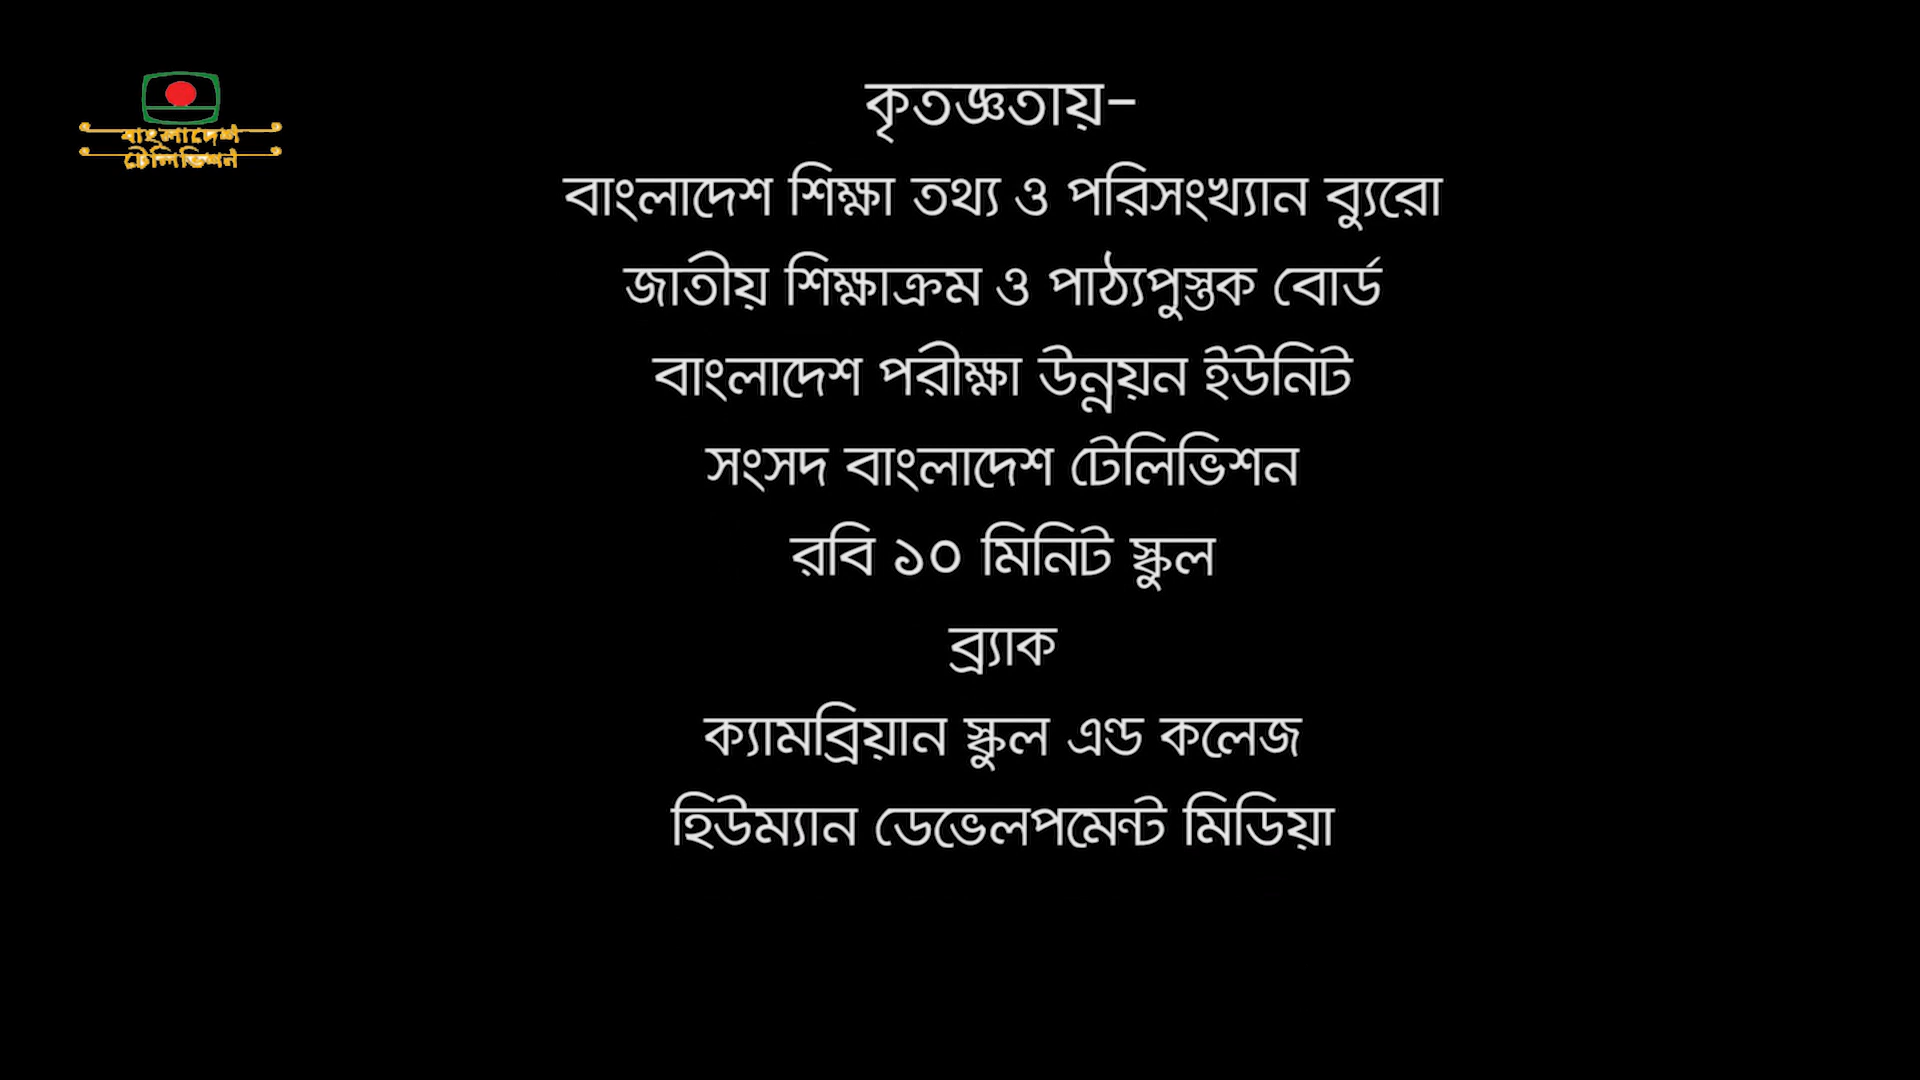 বাংলাদেশ
টেলিভিশন
কৃতজ্ঞতায়–
বাংলাদেশ শিক্ষা তথ্য ও পরিসংখ্যান ব্যুরো
জাতীয় শিক্ষাক্রম ও পাঠ্যপুস্তক বোর্ড
বাংলাদেশ পরীক্ষা উন্নয়ন ইউনিট
সংসদ বাংলাদেশ টেলিভিশন
রবি ১০ মিনিট স্কুল
ব্র্যাক
ক্যামব্রিয়ান স্কুল এণ্ড কলেজ
হিউম্যান ডেভেলপমেন্ট মিডিয়া